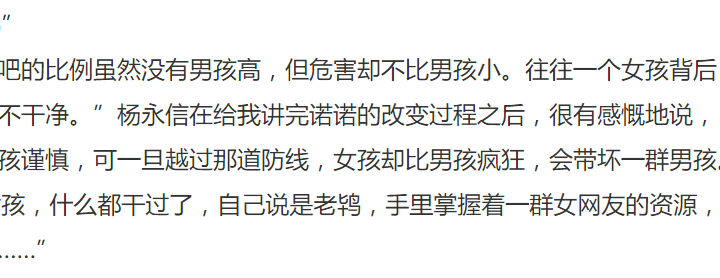 ”
吧的比例虽然没有男孩高，但危害却不比男孩小。往往一个女孩背后
不干净。”杨永信在给我讲完诺诺的改变过程之后，很有感慨地说，
孩谨慎，可一旦越过那道防线，女孩却比男孩疯狂，会带坏一群男孩
孩，什么都干过了，自己说是老鸨，手里掌握着一群女网友的资源，
……”